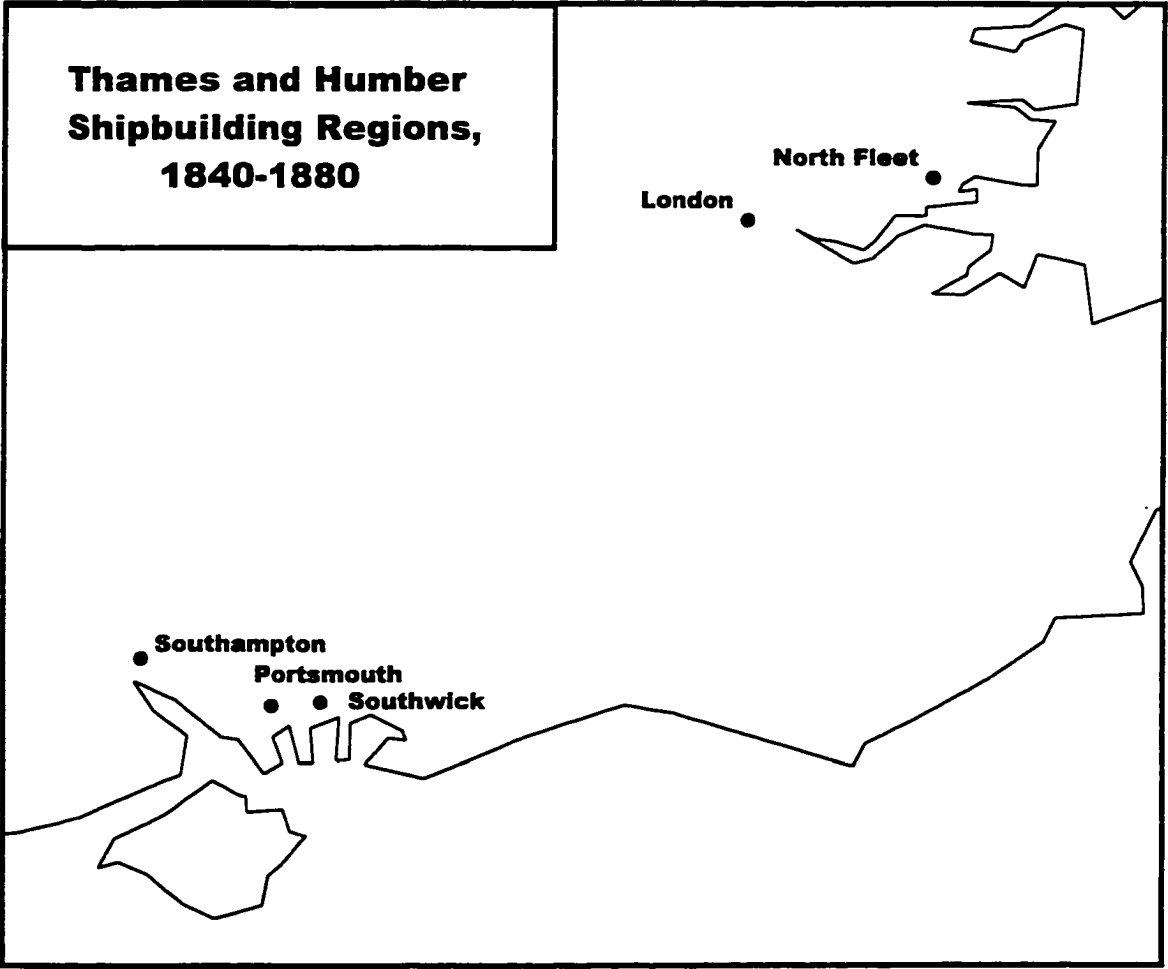 Thames and Humber
Shipbuilding Regions,
1840-1880
North Fleet
London
Southampton
Portsmouth
Southwick